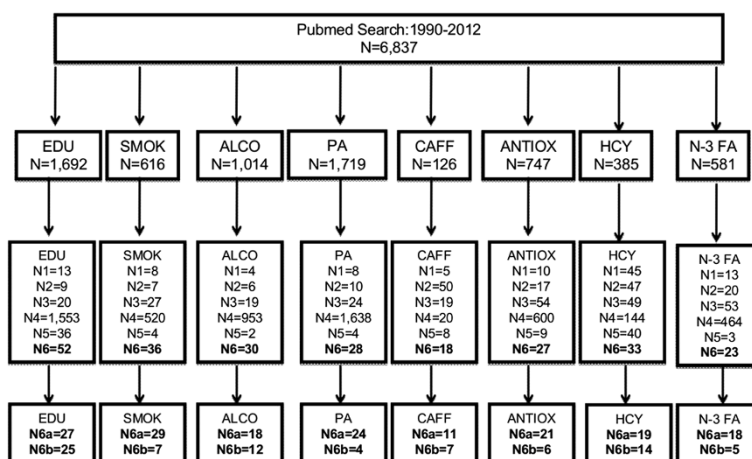 Pubmed Search:1990-2012
N=6,837
EDU
N=1,692
SMOK
N=616
ALCO
N=1,014
PA
N=1,719
CAFF
N=126
ANTIOX
N=747
HCY
N=385
N-3 FA
N=581
EDU
N1=13
N2=9
N3=20
N4=1,553
N5=36
N6=52
SMOK
N1=8
N2=7
N3=27
N4=520
N5=4
N6=36
ALCO
N1=4
N2=6
N3=19
N4=953
N5=2
N6=30
PA
N1=8
N2=10
N3=24
N4=1,638
N5=4
N6=28
CAFF
N1=5
N2=50
N3=19
N4=20
N5=8
N6=18
ANTIOX
N1=10
N2=17
N3=54
N4=600
N5=9
N6=27
HCY
N1=45
N2=47
N3=49
N4=144
N5=40
N6=33
N-3 FA
N1=13
N2=20
N3=53
N4=464
N5=3
N6=23
EDU
N6a=27
N6b=25
SMOK
N6a=29
N6b=7
ALCO
N6a=18
N6b=12
PA
N6a=24
N6b=4
CAFF
N6a=11
N6b=7
ANTIOX
N6a=21
N6b=6
HCY
N6a=19
N6b=14
N-3 FA
N6a=18
N6b=5